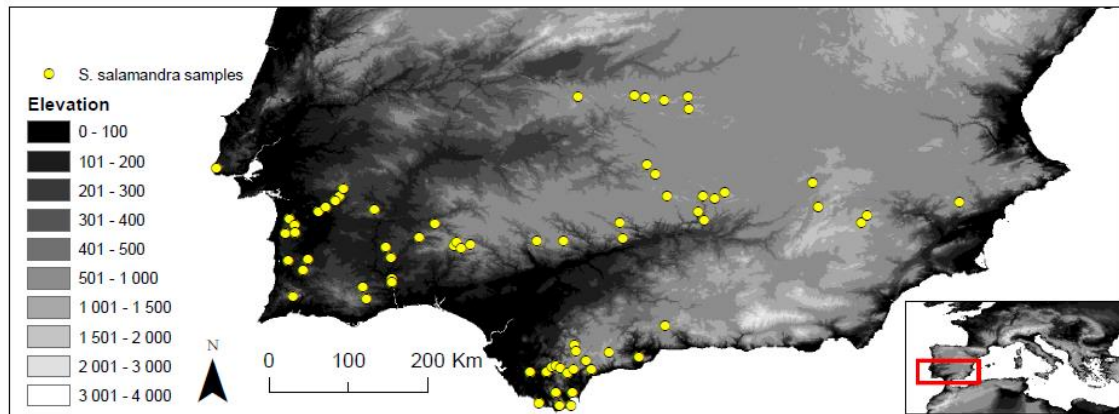 S. salamandra samples
Elevation
0 - 100
101 - 200
201 - 300
301 - 400
401 - 500
501 - 1 000
1 001 - 1 500
1 501 - 2 000
2 001 - 3 000
3 001 - 4 000
N
0 100 200 Km